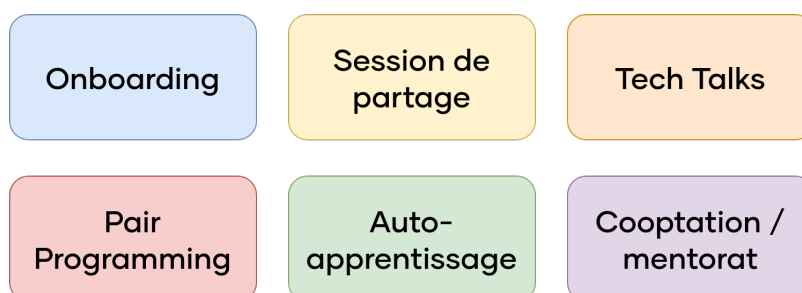 Onboarding
Session de
partage
Tech Talks
Pair
Programming
Auto-
apprentissage
Cooptation /
mentorat